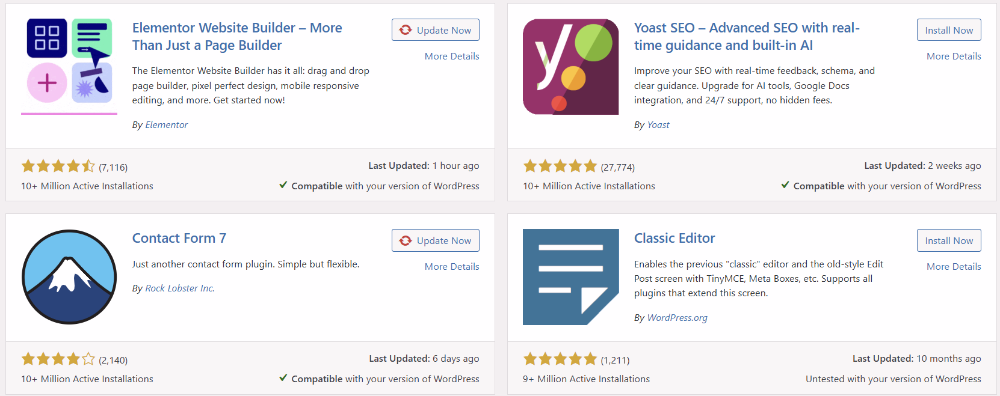 Elementor Website Builder – More
Than Just a Page Builder
Update Now
More Details
The Elementor Website Builder has it all: drag and drop
page builder, pixel perfect design, mobile responsive
editing, and more. Get started now!
By Elementor
(7,116)
Last Updated: 1 hour ago
10+ Million Active Installations
Compatible with your version of WordPress
Yoast SEO – Advanced SEO with real-
time guidance and built-in AI
Install Now
More Details
Improve your SEO with real-time feedback, schema, and
clear guidance. Upgrade for AI tools, Google Docs
integration, and 24/7 support, no hidden fees.
By Yoast
y
(27,774)
Last Updated: 2 weeks ago
10+ Million Active Installations
Compatible with your version of WordPress
Contact Form 7
Update Now
More Details
Just another contact form plugin. Simple but flexible.
By Rock Lobster Inc.
(2,140)
Last Updated: 6 days ago
10+ Million Active Installations
Compatible with your version of WordPress
Classic Editor
Install Now
More Details
Enables the previous "classic" editor and the old-style Edit
Post screen with TinyMCE, Meta Boxes, etc. Supports all
plugins that extend this screen.
By WordPress.org
(1,211)
Last Updated: 10 months ago
9+ Million Active Installations
Untested with your version of WordPress